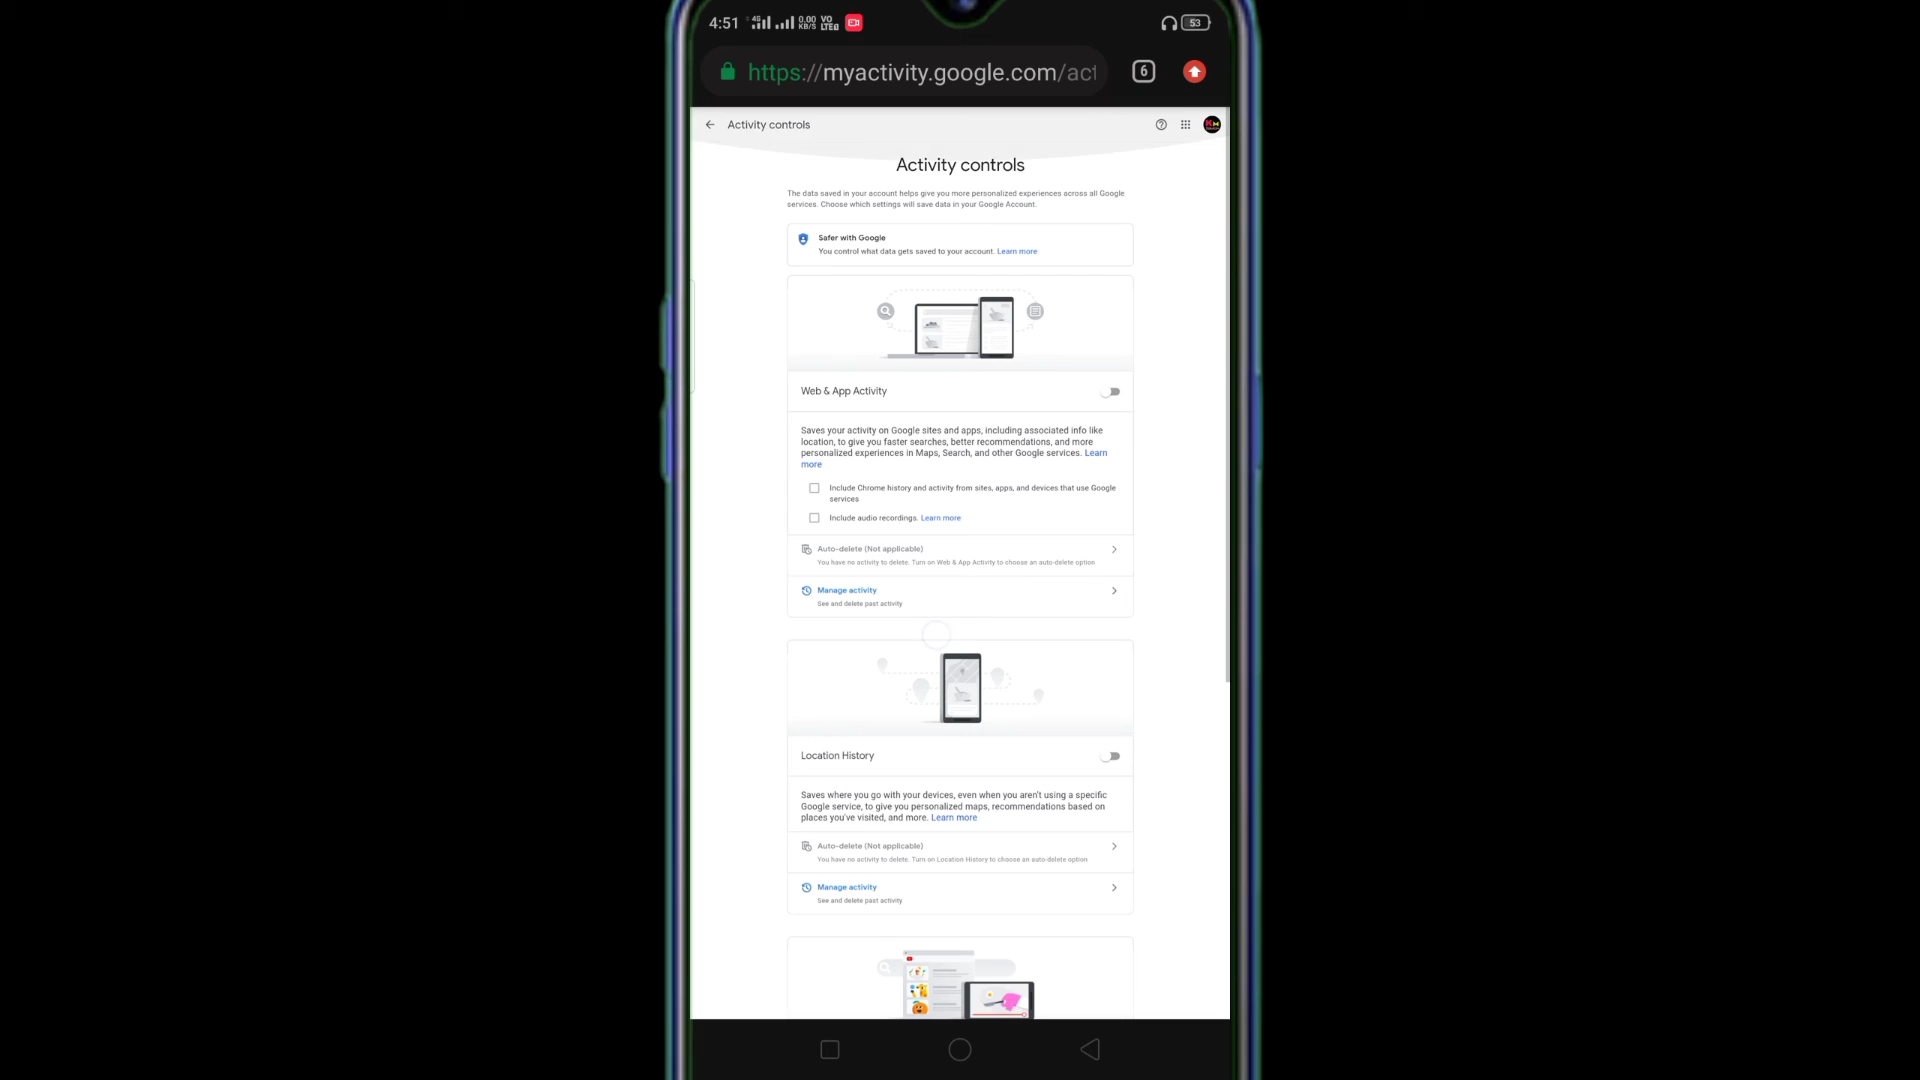 4:51 4G 0.00 KB/S VO LTE 53
https://myactivity.google.com/act 6
Activity controls
Activity controls
The data saved in your account helps give you more personalized experiences across all Google
services. Choose which settings will save data in your Google Account.
Safer with Google
You control what data gets saved to your account. Learn more
Web & App Activity
Saves your activity on Google sites and apps, including associated info like
location, to give you faster searches, better recommendations, and more
personalized experiences in Maps, Search, and other Google services. Learn
more
Include Chrome history and activity from sites, apps, and devices that use Google
services
Include audio recordings. Learn more
Auto-delete (Not applicable)
You have no activity to delete. Turn on Web & App Activity to choose an auto-delete option
Manage activity
See and delete past activity
Location History
Saves where you go with your devices, even when you aren't using a specific
Google service, to give you personalized maps, recommendations based on
places you've visited, and more. Learn more
Auto-delete (Not applicable)
You have no activity to delete. Turn on Location History to choose an auto-delete option
Manage activity
See and delete past activity